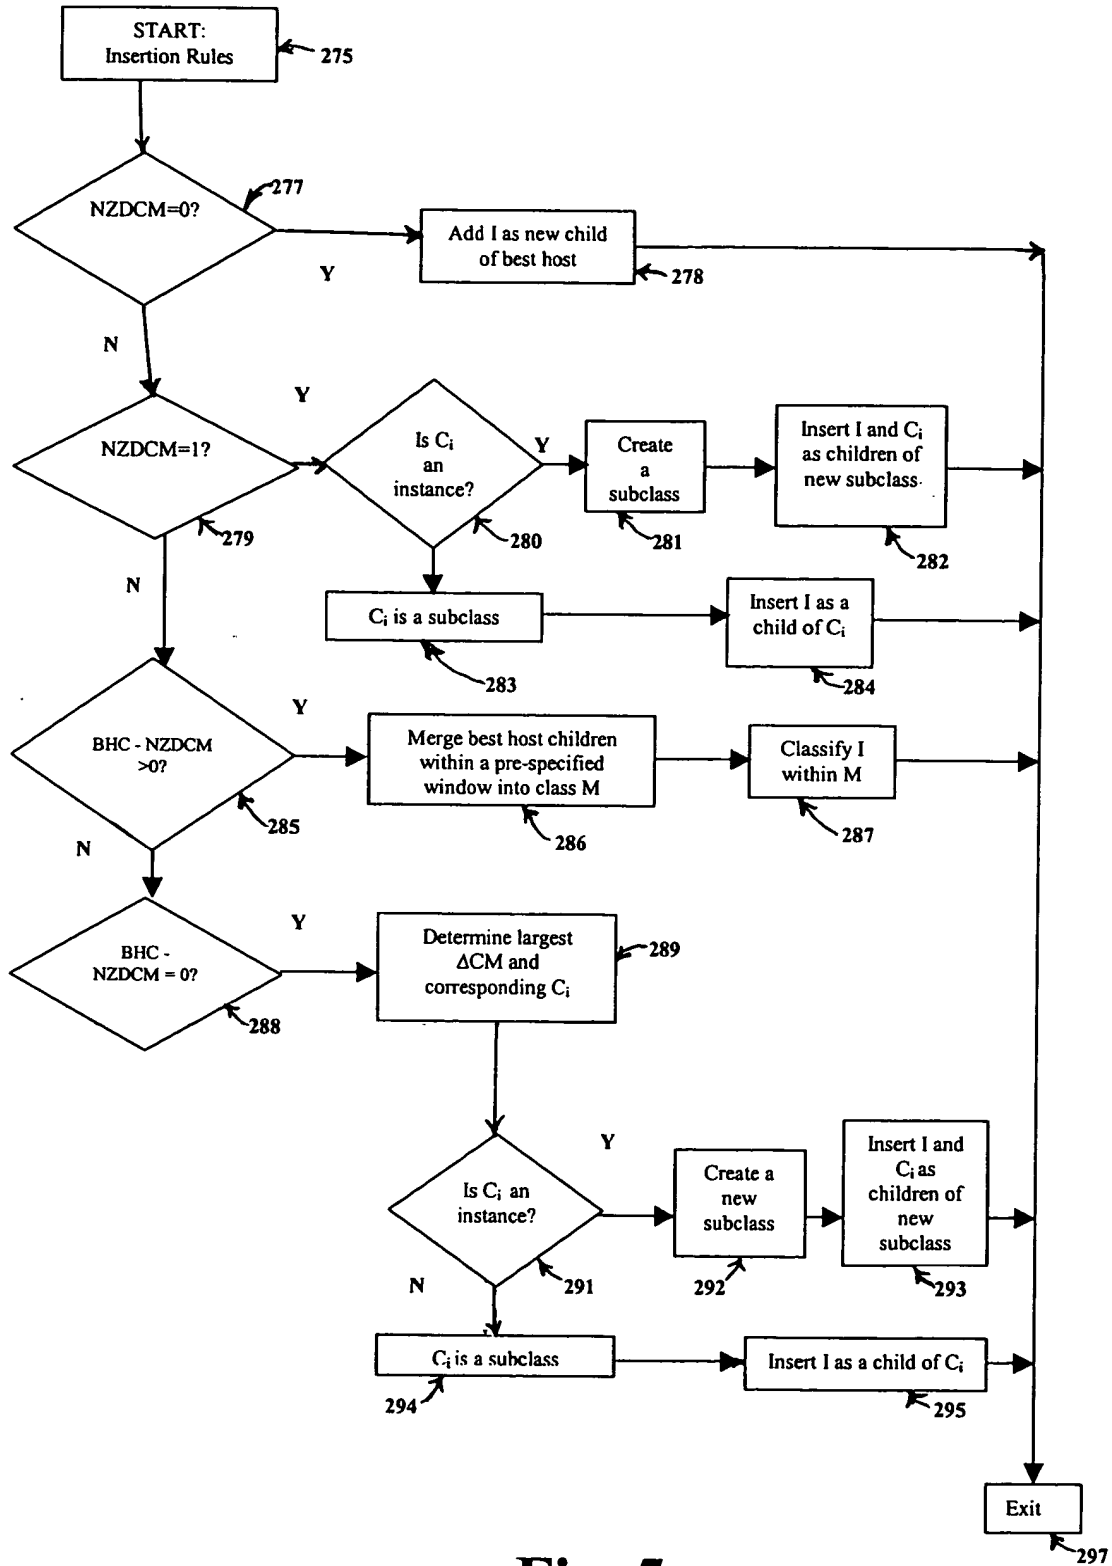 START:
Insertion Rules
275
NZDCM=0?
277
Y
Add I as new child
of best host
278
N
NZDCM=1?
279
Y
Is Ci
an
instance?
280
Y
Create
a
subclass
281
Insert I and Ci
as children of
new subclass
282
N
Ci is a subclass
283
Insert I as a
child of Ci
284
BHC - NZDCM
>0?
285
Y
Merge best host children
within a pre-specified
window into class M
286
Classify I
within M
287
N
BHC -
NZDCM = 0?
288
Y
Determine largest
ΔCM and
corresponding Ci
289
Is Ci an
instance?
291
Y
Create a
new
subclass
292
Insert I and
Ci as
children of
new
subclass
293
N
Ci is a subclass
294
Insert I as a child of Ci
295
Exit
297